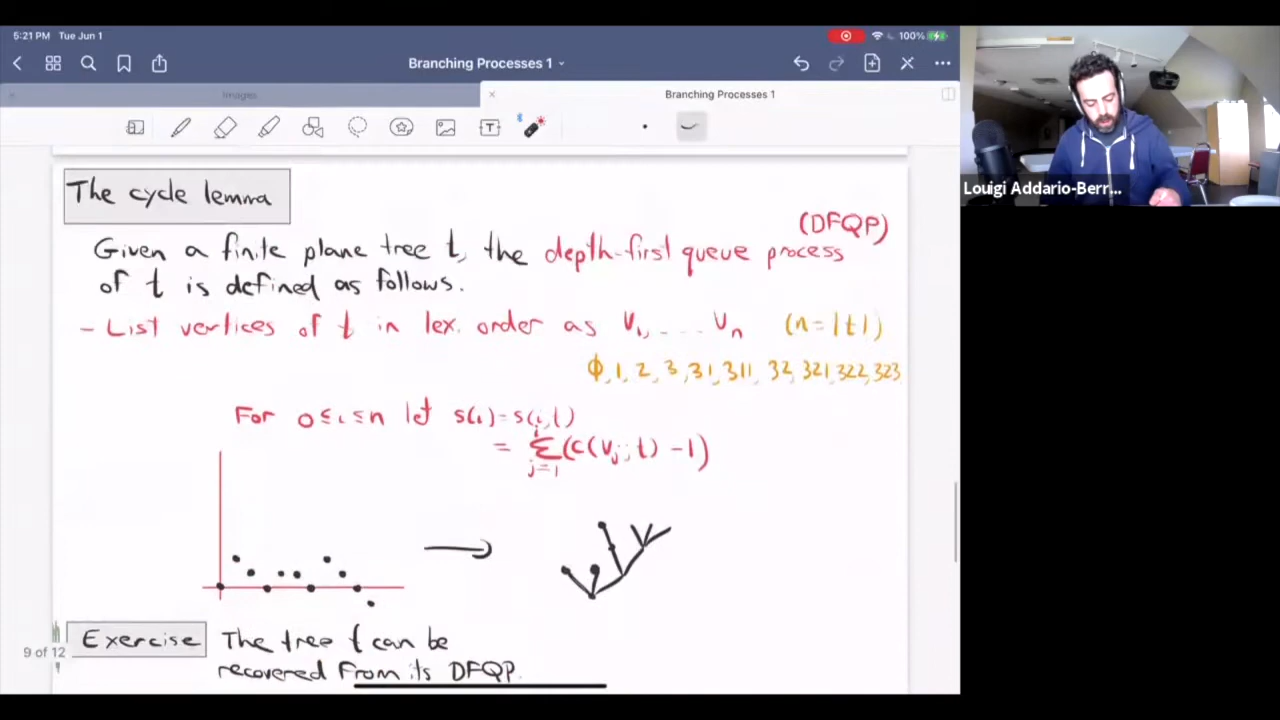 5:21 PM Tue Jun 1
100%
Branching Processes 1
Images
Branching Processes 1
The cycle lemma
(DFQP)
Given a finite plane tree t, the depth-first queue process
of t is defined as follows.
- List vertices of t in lex. order as v₁, ... vₙ (n=|t|)
∅, 1, 2, 3, 31, 311, 32, 321, 322, 323
For 0≤i≤n let s(i)=s(i,t)
= Σ_{j=1}^{i} (c(vⱼ; t) -1)
Exercise The tree t can be
recovered from its DFQP.
9 of 12
Louigi Addario-Berr...